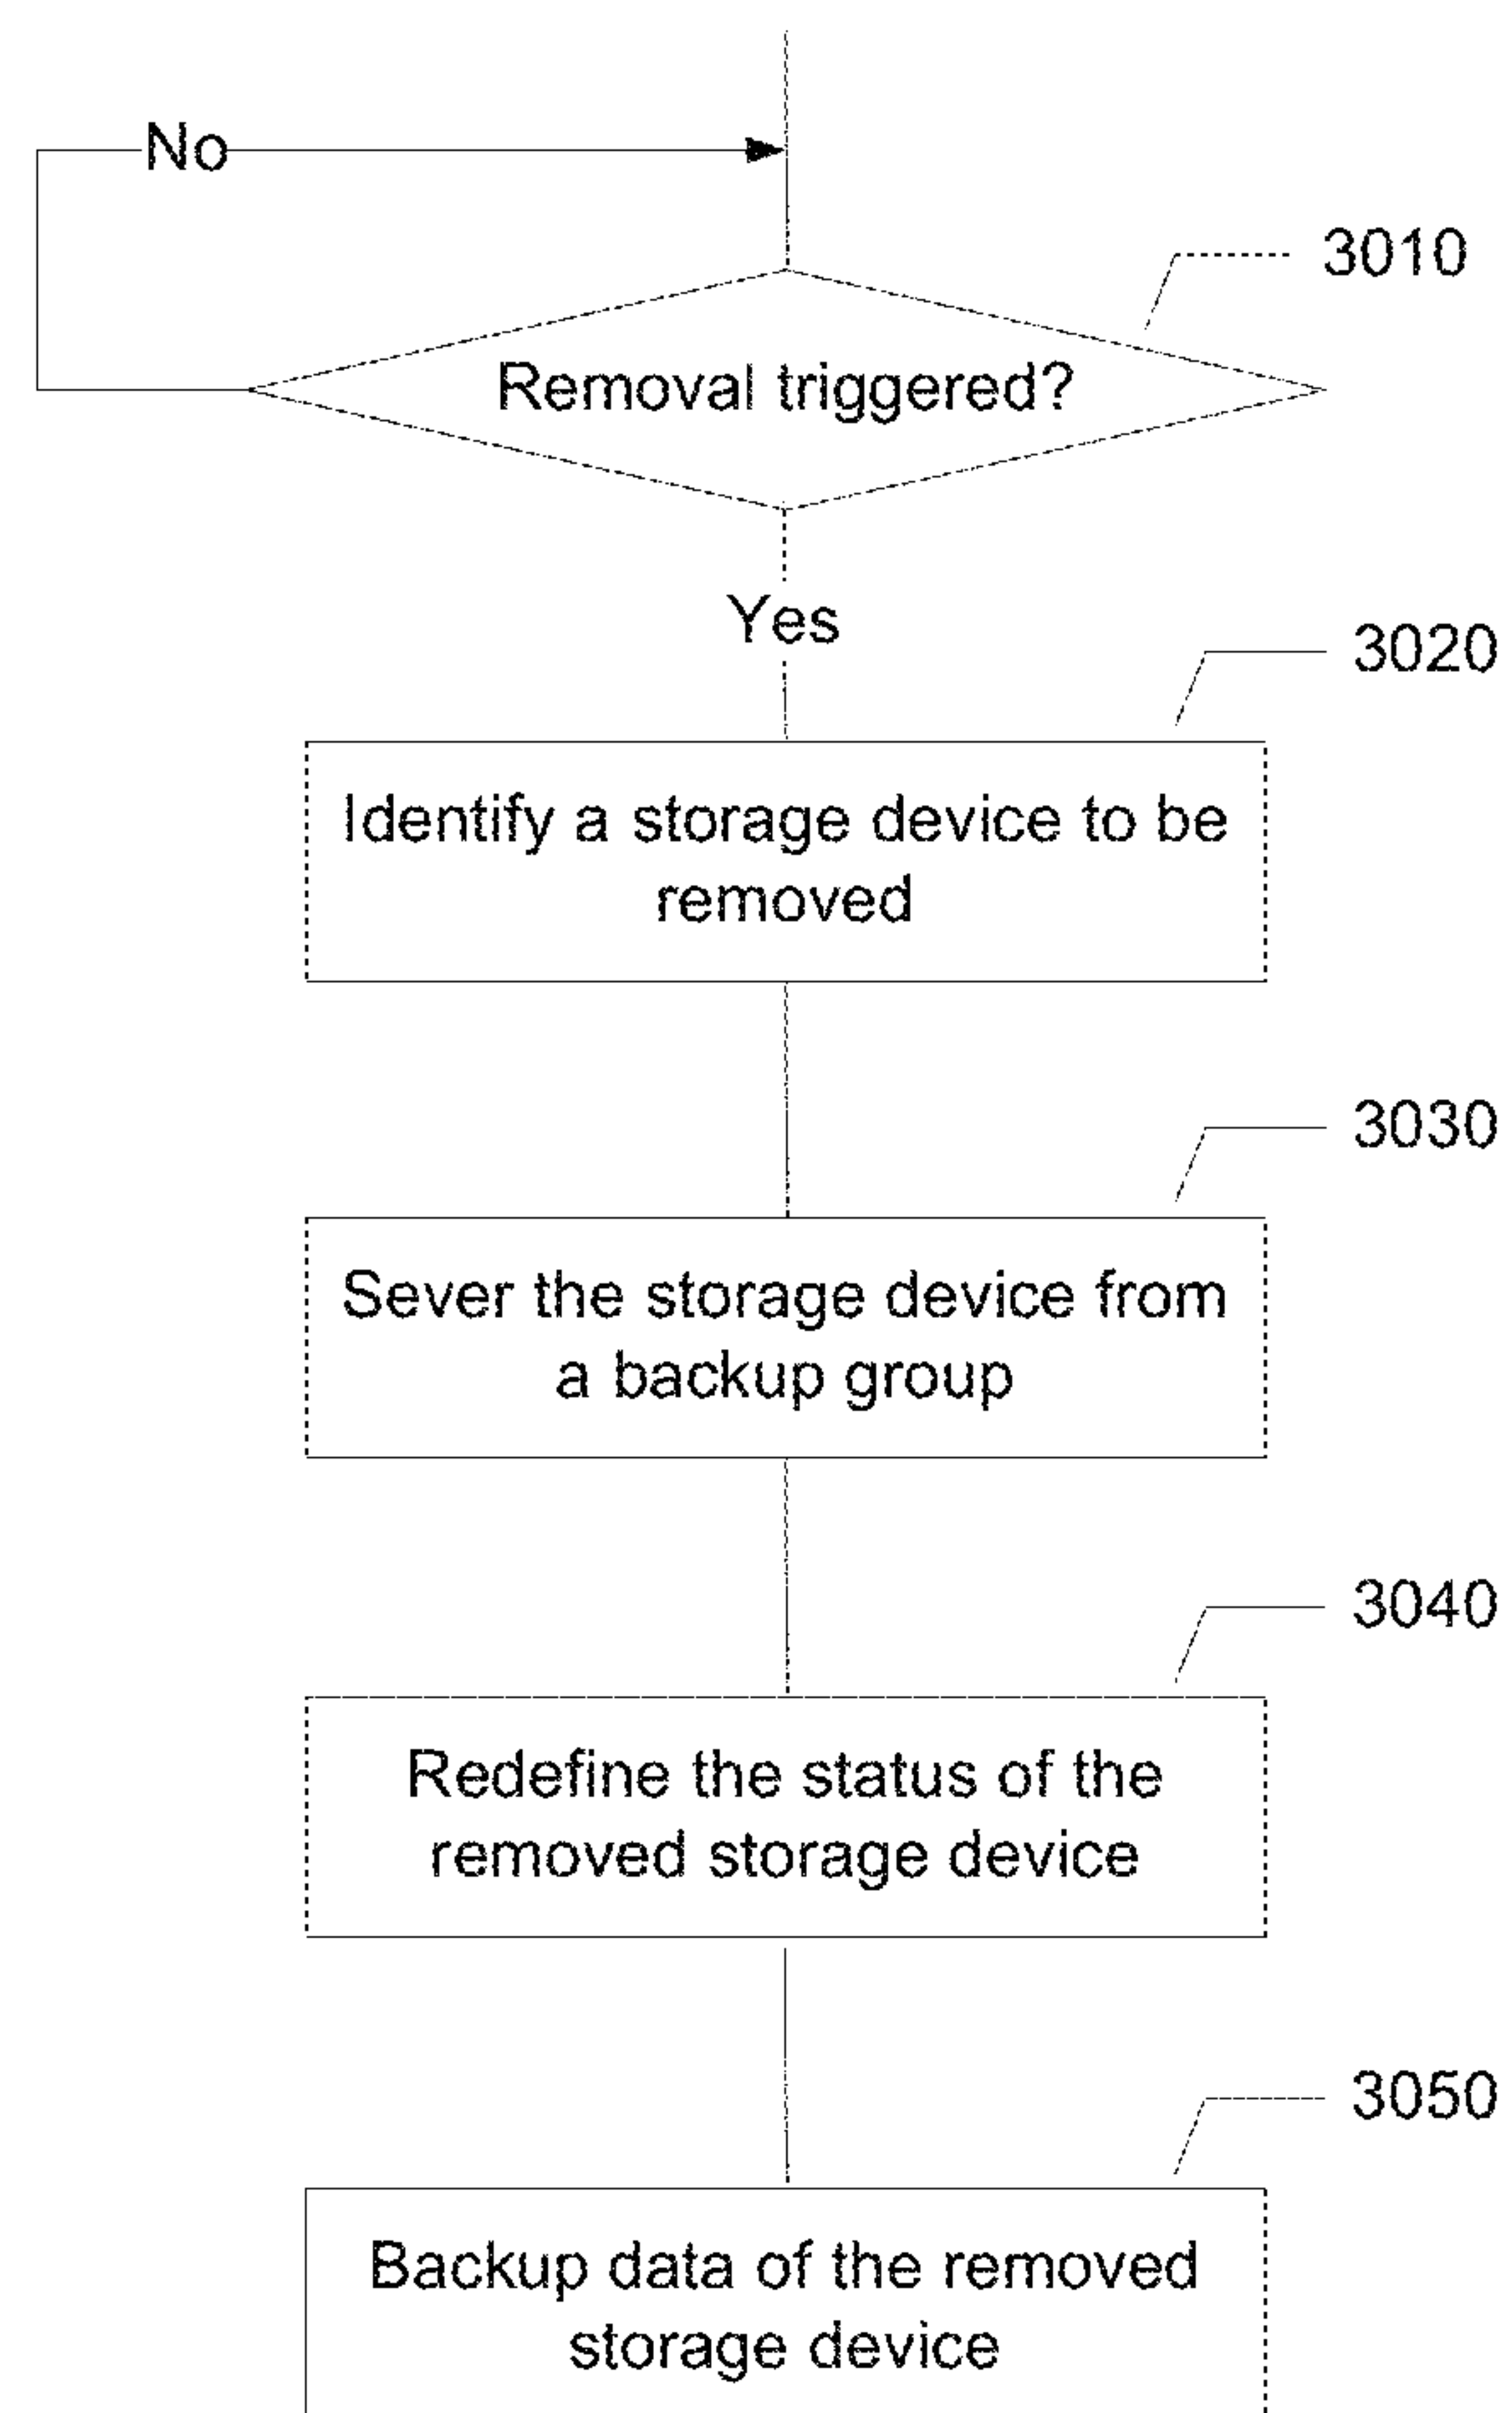 No
3010
Removal triggered?
Yes
3020
Identify a storage device to be
removed
3030
Sever the storage device from
a backup group
3040
Redefine the status of the
removed storage device
3050
Backup data of the removed
storage device